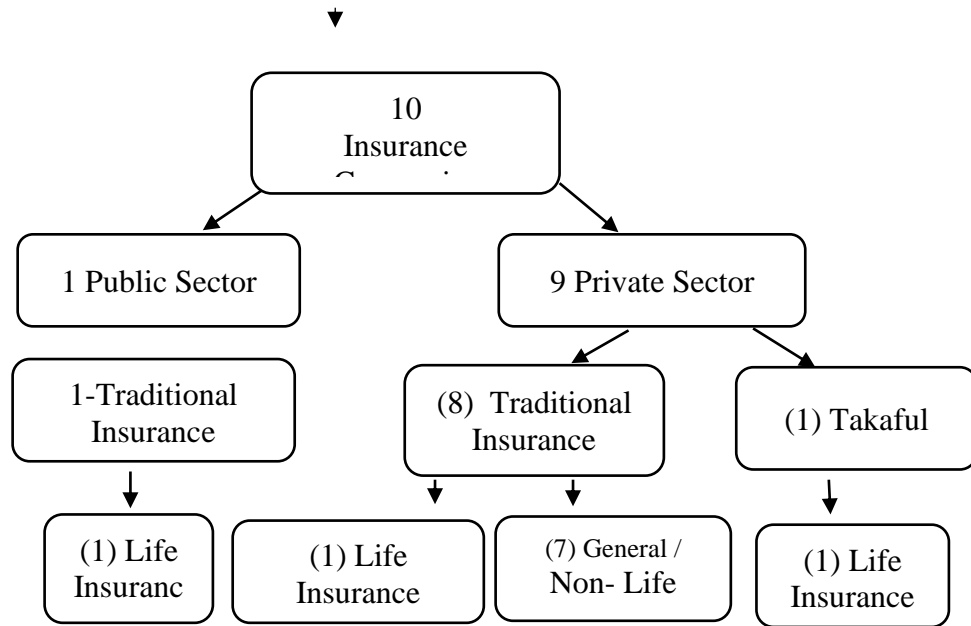 10
Insurance
1 Public Sector
9 Private Sector
1-Traditional
Insurance
(8) Traditional
Insurance
(1) Takaful
(1) Life
Insuranc
(1) Life
Insurance
(7) General /
Non- Life
(1) Life
Insurance